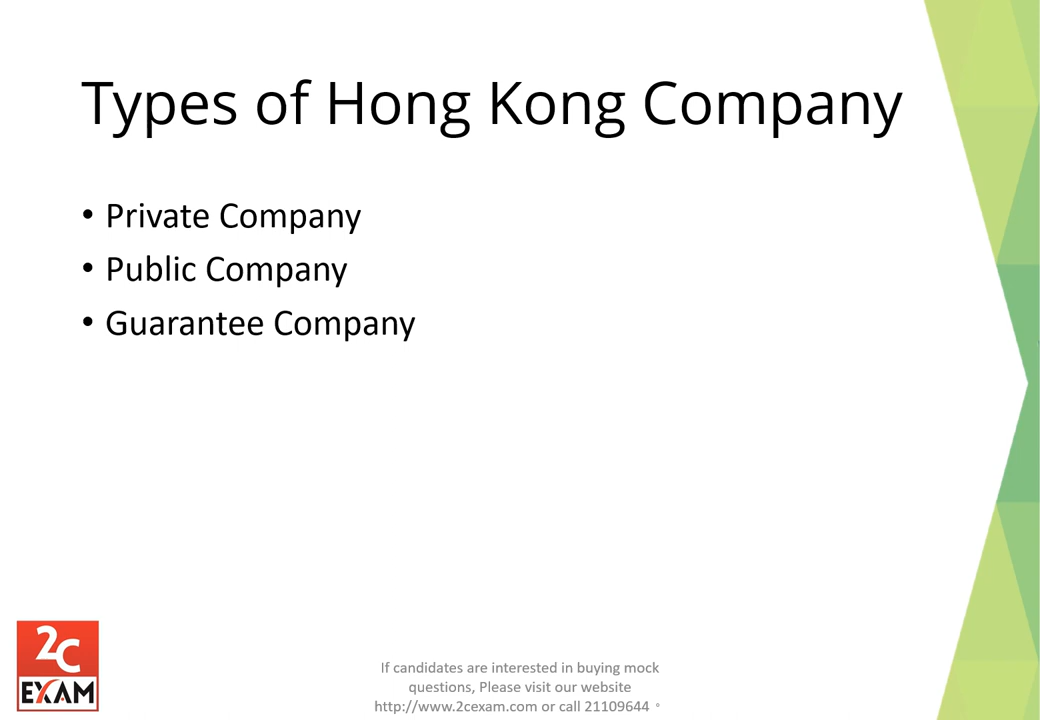 Types of Hong Kong Company
• Private Company
• Public Company
• Guarantee Company
2C
EXAM
If candidates are interested in buying mock
questions, Please visit our website
http://www.2cexam.com or call 21109644。